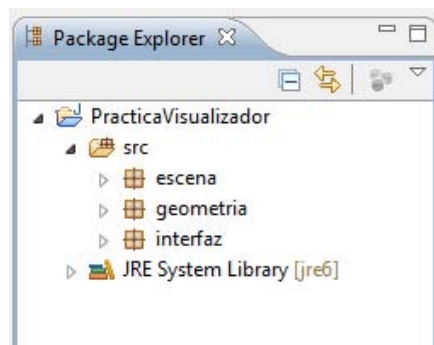 Package Explorer
PracticaVisualizador
src
escena
geometria
interfaz
JRE System Library [jre6]